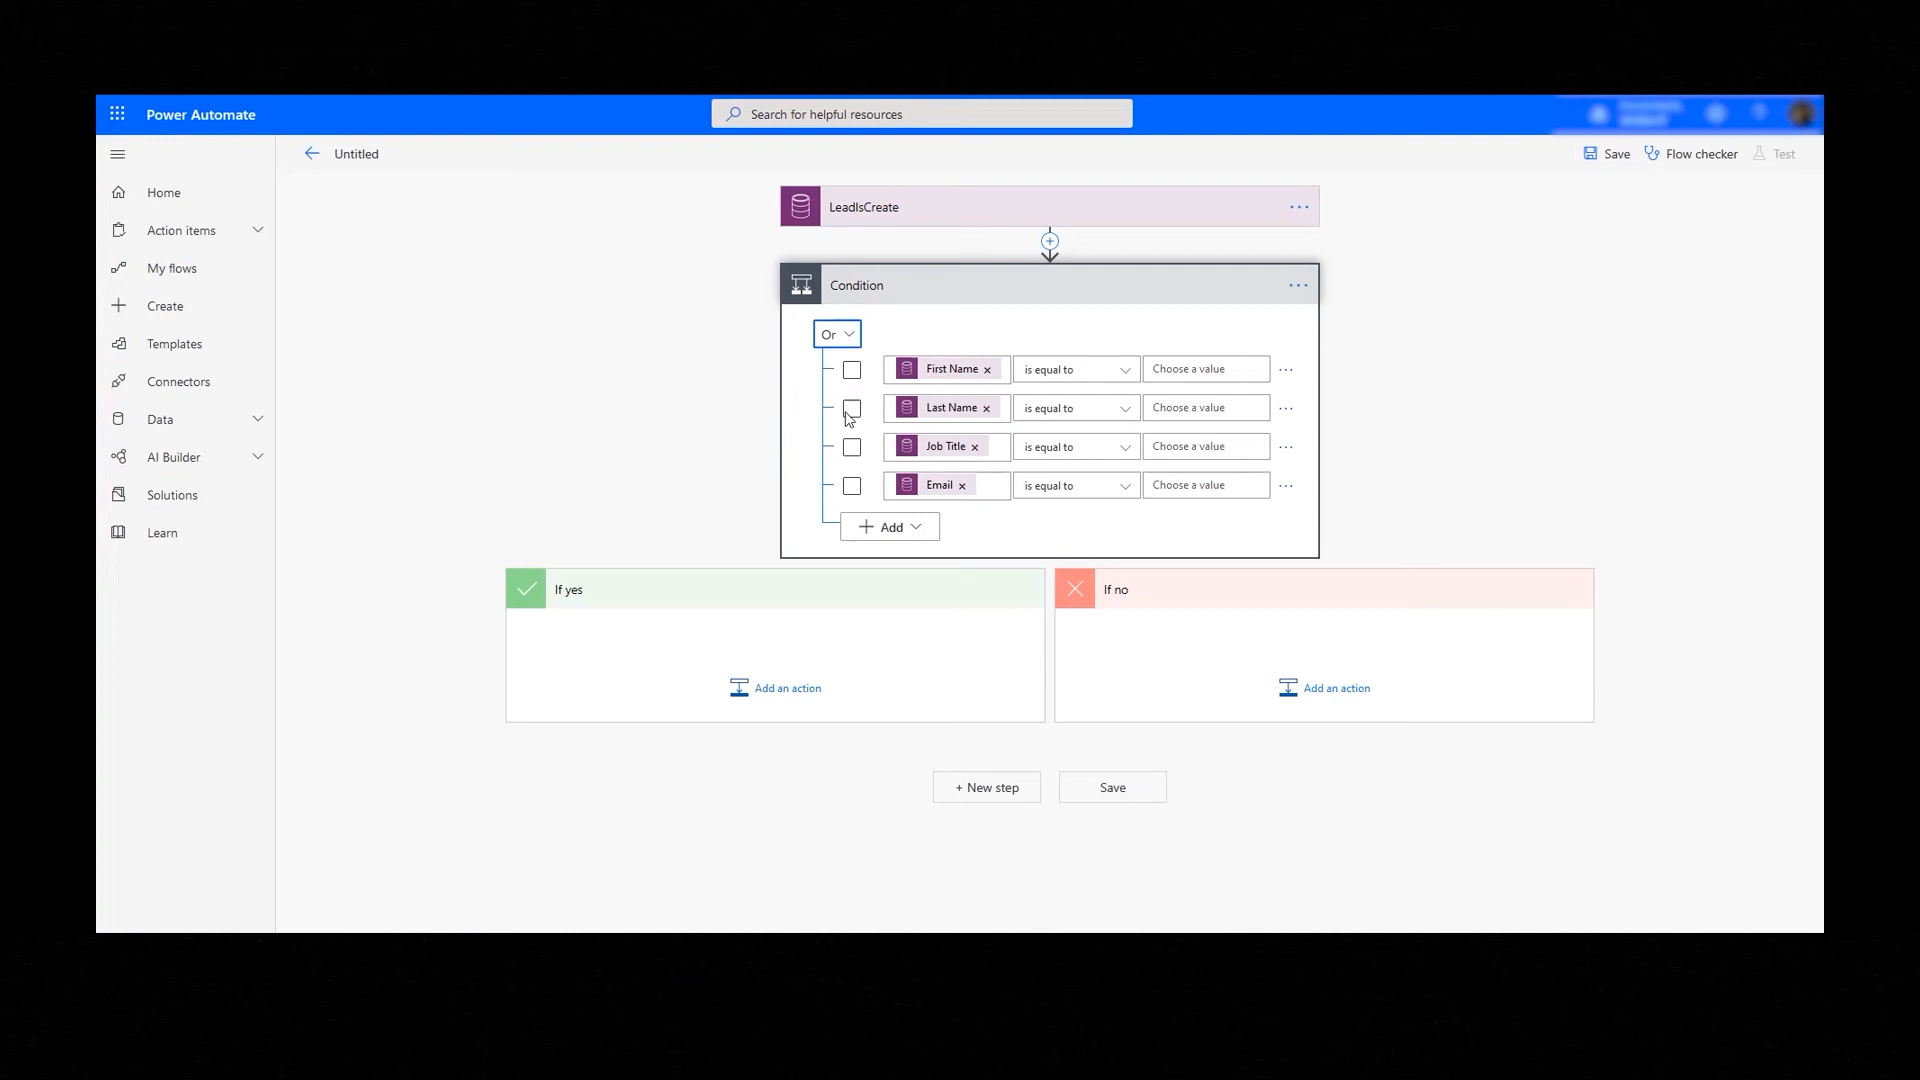 Power Automate
Search for helpful resources
Untitled
Save
Flow checker
Test
Home
Action items
My flows
Create
Templates
Connectors
Data
AI Builder
Solutions
Learn
LeadIsCreate
Condition
Or
First Name is equal to Choose a value
Last Name is equal to Choose a value
Job Title is equal to Choose a value
Email is equal to Choose a value
Add
If yes
If no
Add an action
Add an action
+ New step
Save